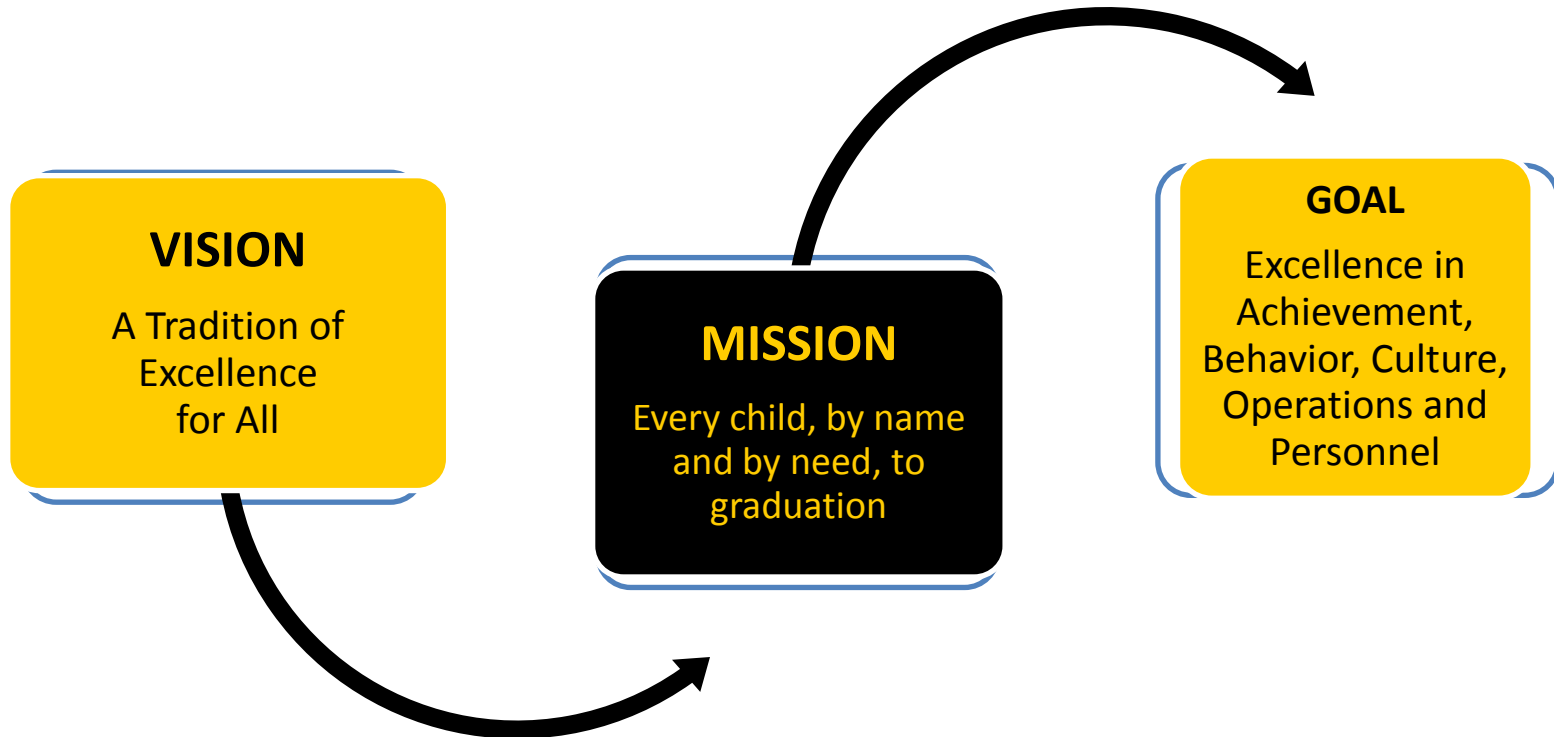 VISION
A Tradition of
Excellence
for All
MISSION
Every child, by name
and by need, to
graduation
GOAL
Excellence in
Achievement,
Behavior, Culture,
Operations and
Personnel